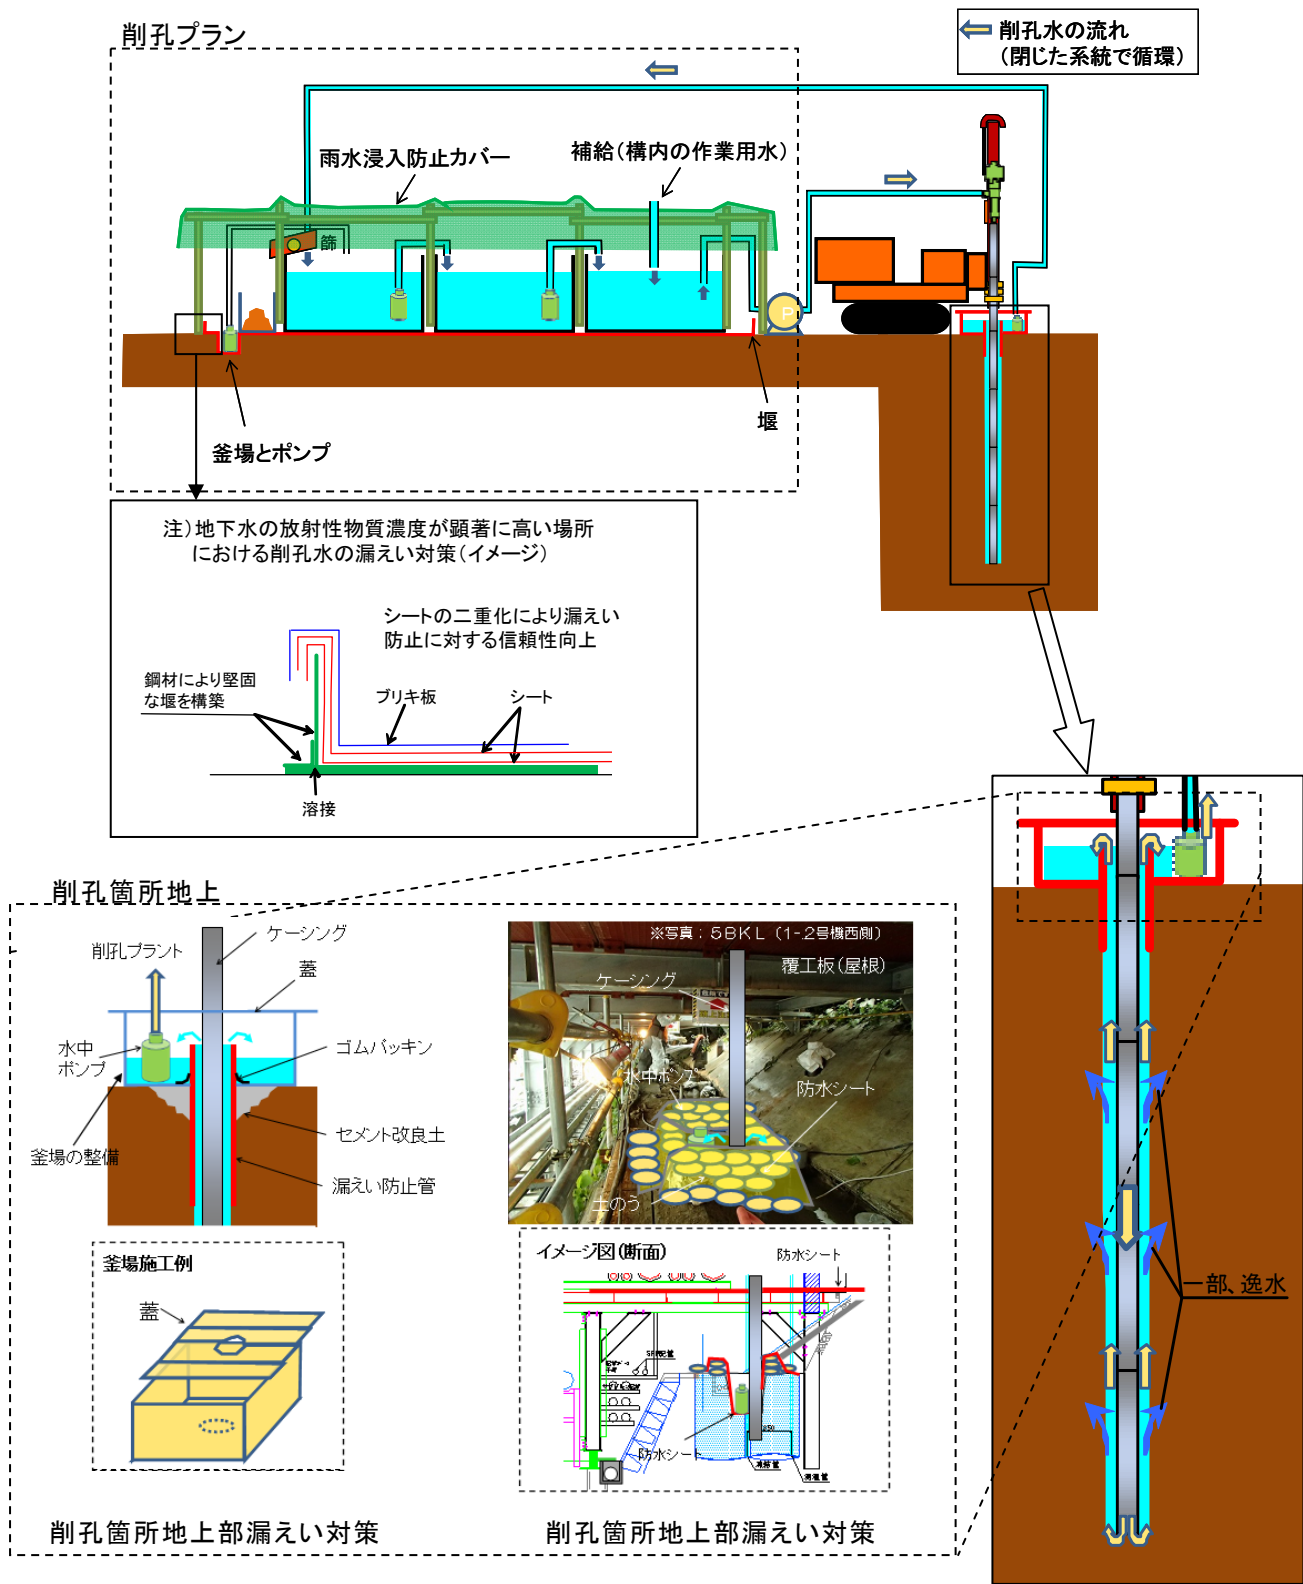 削孔プラン
削孔水の流れ
(閉じた系統で循環)
雨水浸入防止カバー
補給(構内の作業用水)
篩
P
堰
釜場とポンプ
注)地下水の放射性物質濃度が顕著に高い場所
における削孔水の漏えい対策(イメージ)
シートの二重化により漏えい
防止に対する信頼性向上
鋼材により堅固
な堰を構築
ブリキ板
シート
溶接
削孔箇所地上
ケーシング
削孔プラント
蓋
水中
ポンプ
ゴムパッキン
セメント改良土
釜場の整備
漏えい防止管
※写真:5BKL(1-2号機西側)
覆工板(屋根)
ケーシング
水中ポンプ
防水シート
土のう
釜場施工例
蓋
イメージ図(断面)
防水シート
防水シート
凍結管
測温管
一部、逸水
削孔箇所地上部漏えい対策
削孔箇所地上部漏えい対策